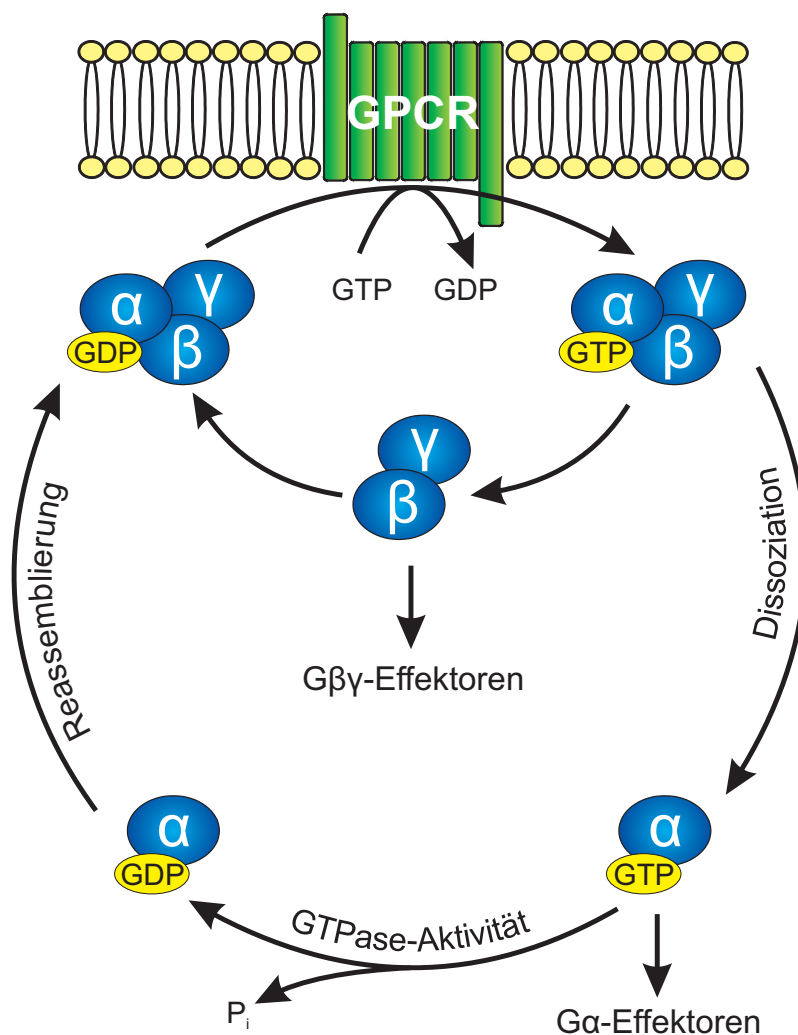 GPCR
GTP
GDP
α
γ
β
GDP
α
γ
β
GTP
γ
β
Gβγ-Effektoren
Dissoziation
Reassemblierung
α
GDP
α
GTP
GTPase-Aktivität
Pi
Gα-Effektoren